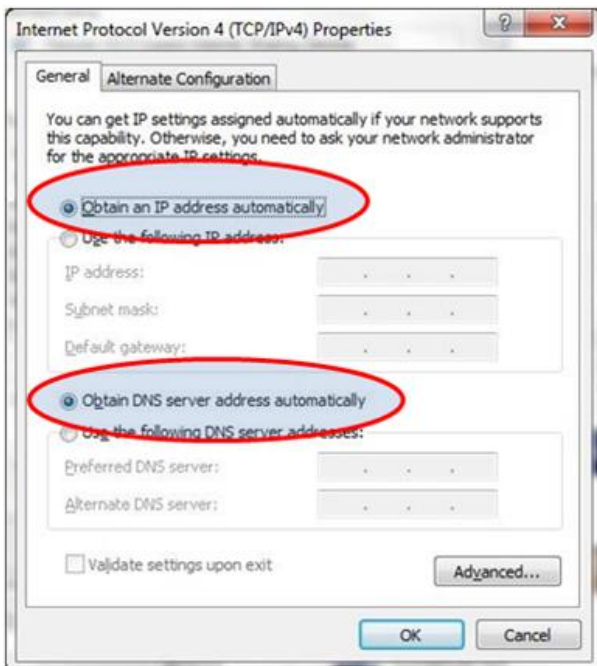 Internet Protocol Version 4 (TCP/IPv4) Properties
General
Alternate Configuration
You can get IP settings assigned automatically if your network supports
this capability. Otherwise, you need to ask your network administrator
for the appropriate IP settings.
Obtain an IP address automatically
Use the following IP address:
IP address:
Subnet mask:
Default gateway:
Obtain DNS server address automatically
Use the following DNS server addresses:
Preferred DNS server:
Alternate DNS server:
Validate settings upon exit
Advanced...
OK
Cancel